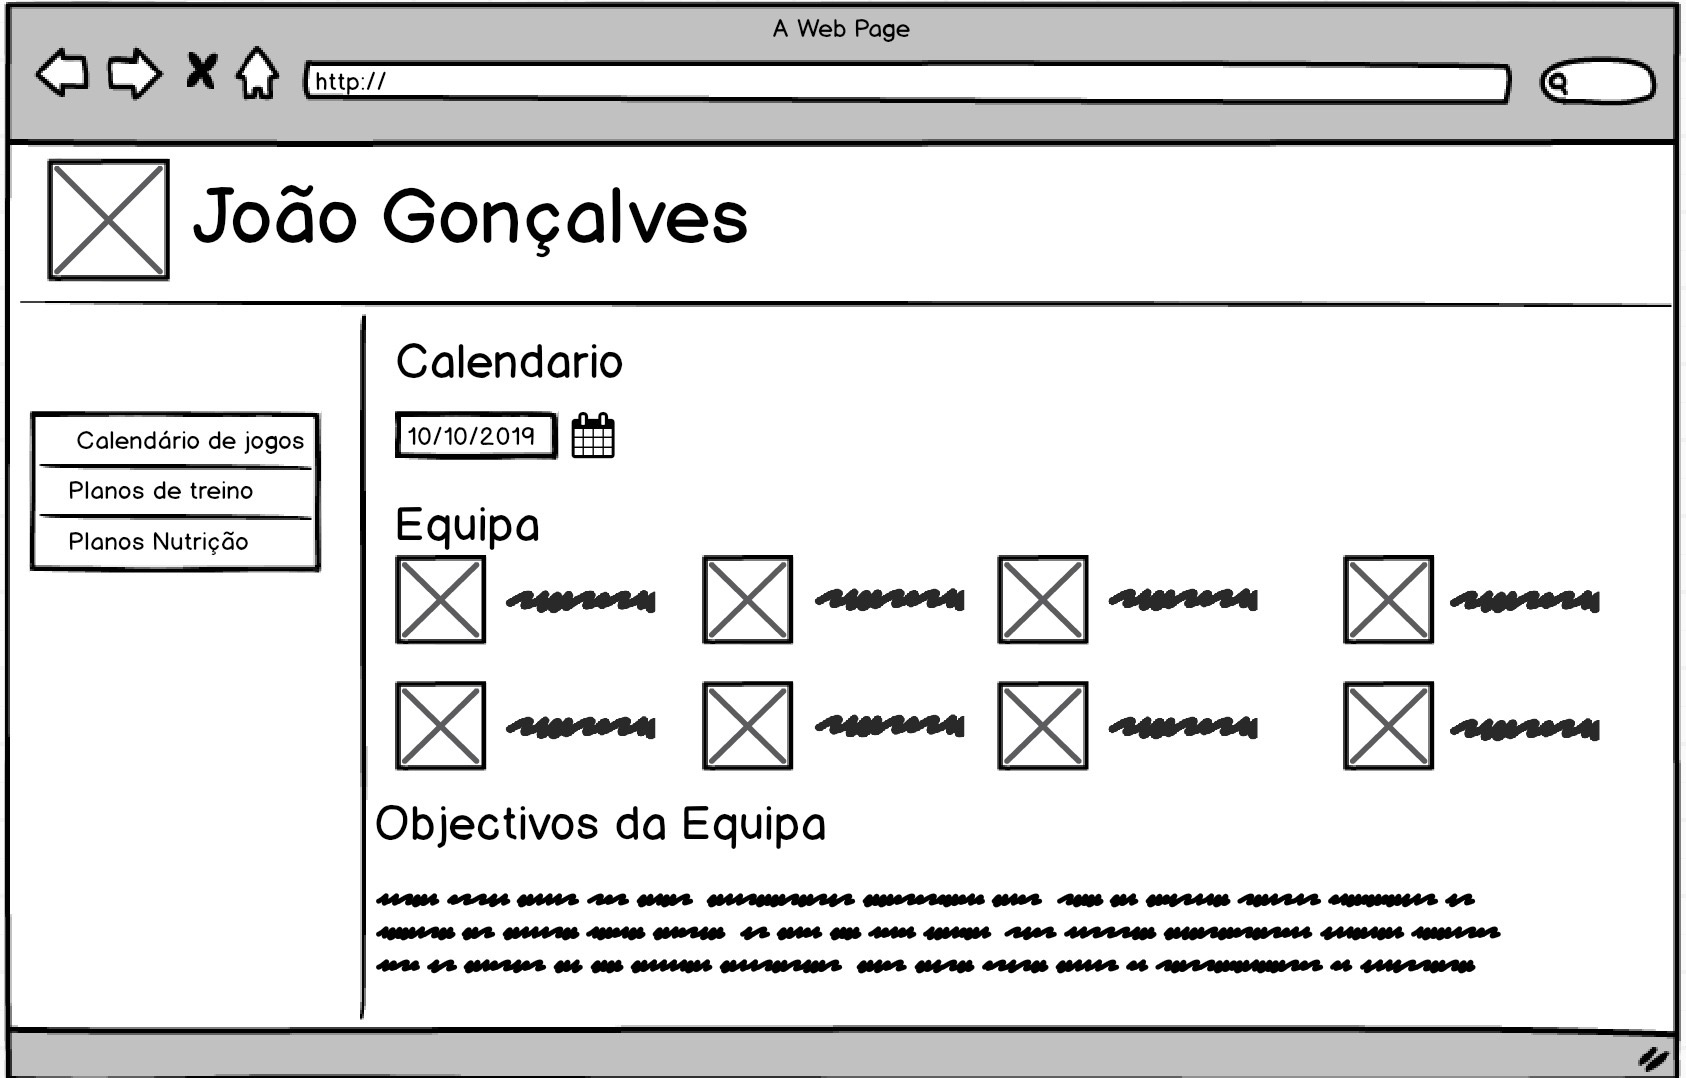 A Web Page
http://
João Gonçalves
Calendário de jogos
Planos de treino
Planos Nutrição
Calendario
10/10/2019
Equipa
Objectivos da Equipa